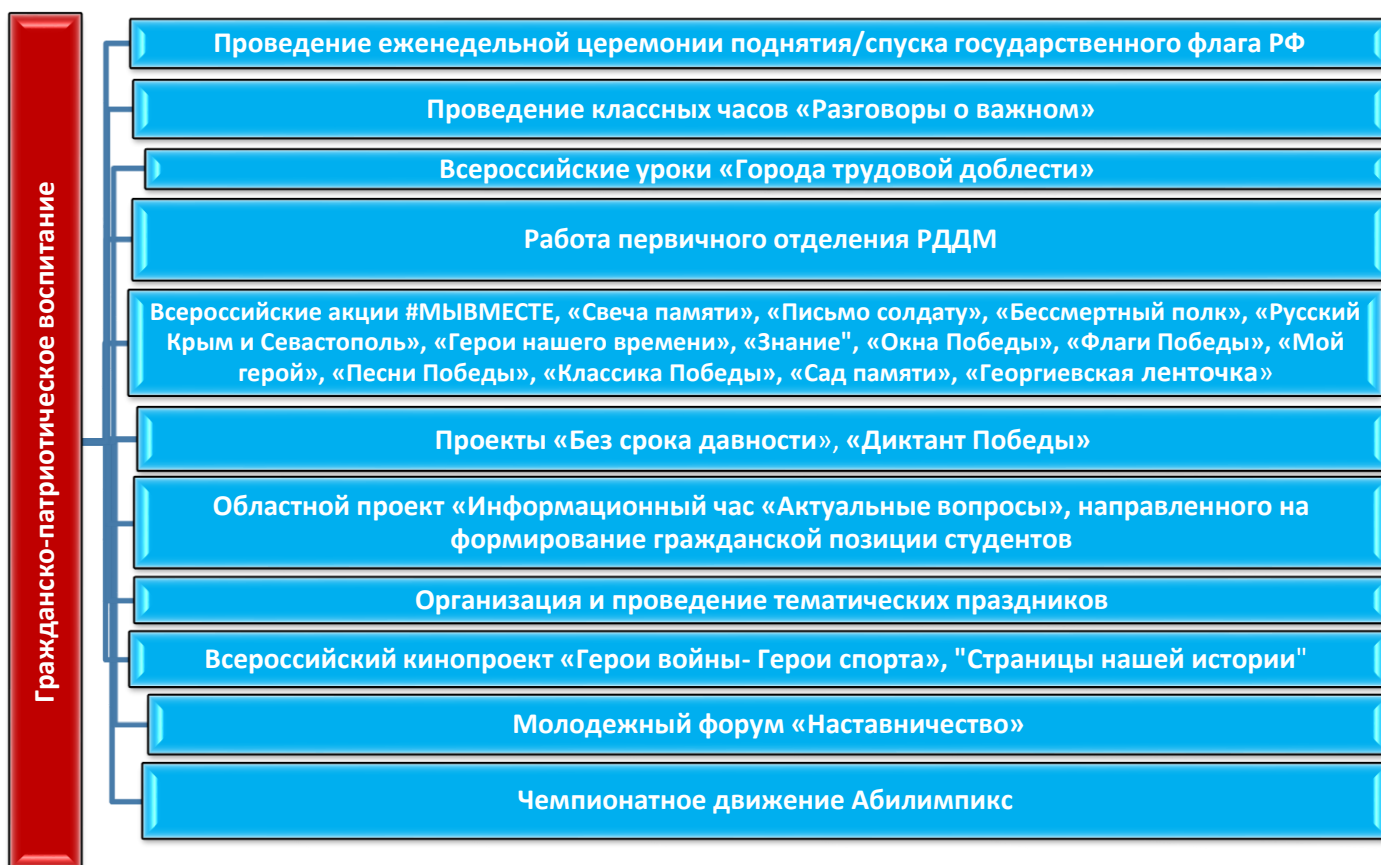 Гражданско-патриотическое воспитание
Проведение еженедельной церемонии поднятия/спуска государственного флага РФ
Проведение классных часов «Разговоры о важном»
Всероссийские уроки «Города трудовой доблести»
Работа первичного отделения РДДМ
Всероссийские акции #МЫВМЕСТЕ, «Свеча памяти», «Письмо солдату», «Бессмертный полк», «Русский
Крым и Севастополь», «Герои нашего времени», «Знание", «Окна Победы», «Флаги Победы», «Мой
герой», «Песни Победы», «Классика Победы», «Сад памяти», «Георгиевская ленточка»
Проекты «Без срока давности», «Диктант Победы»
Областной проект «Информационный час «Актуальные вопросы», направленного на
формирование гражданской позиции студентов
Организация и проведение тематических праздников
Всероссийский кинопроект «Герои войны- Герои спорта», "Страницы нашей истории"
Молодежный форум «Наставничество»
Чемпионатное движение Абилимпикс